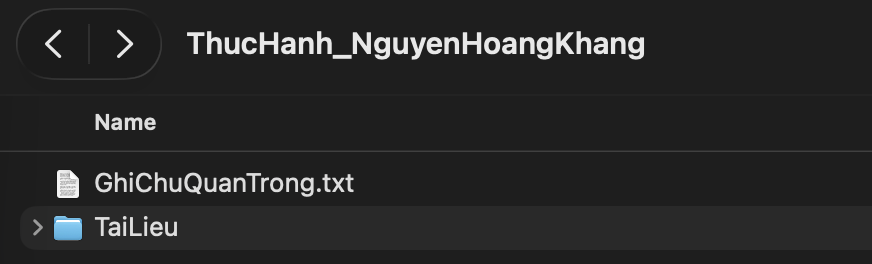 ThucHanh_NguyenHoangKhang
Name
GhiChuQuanTrong.txt
TaiLieu